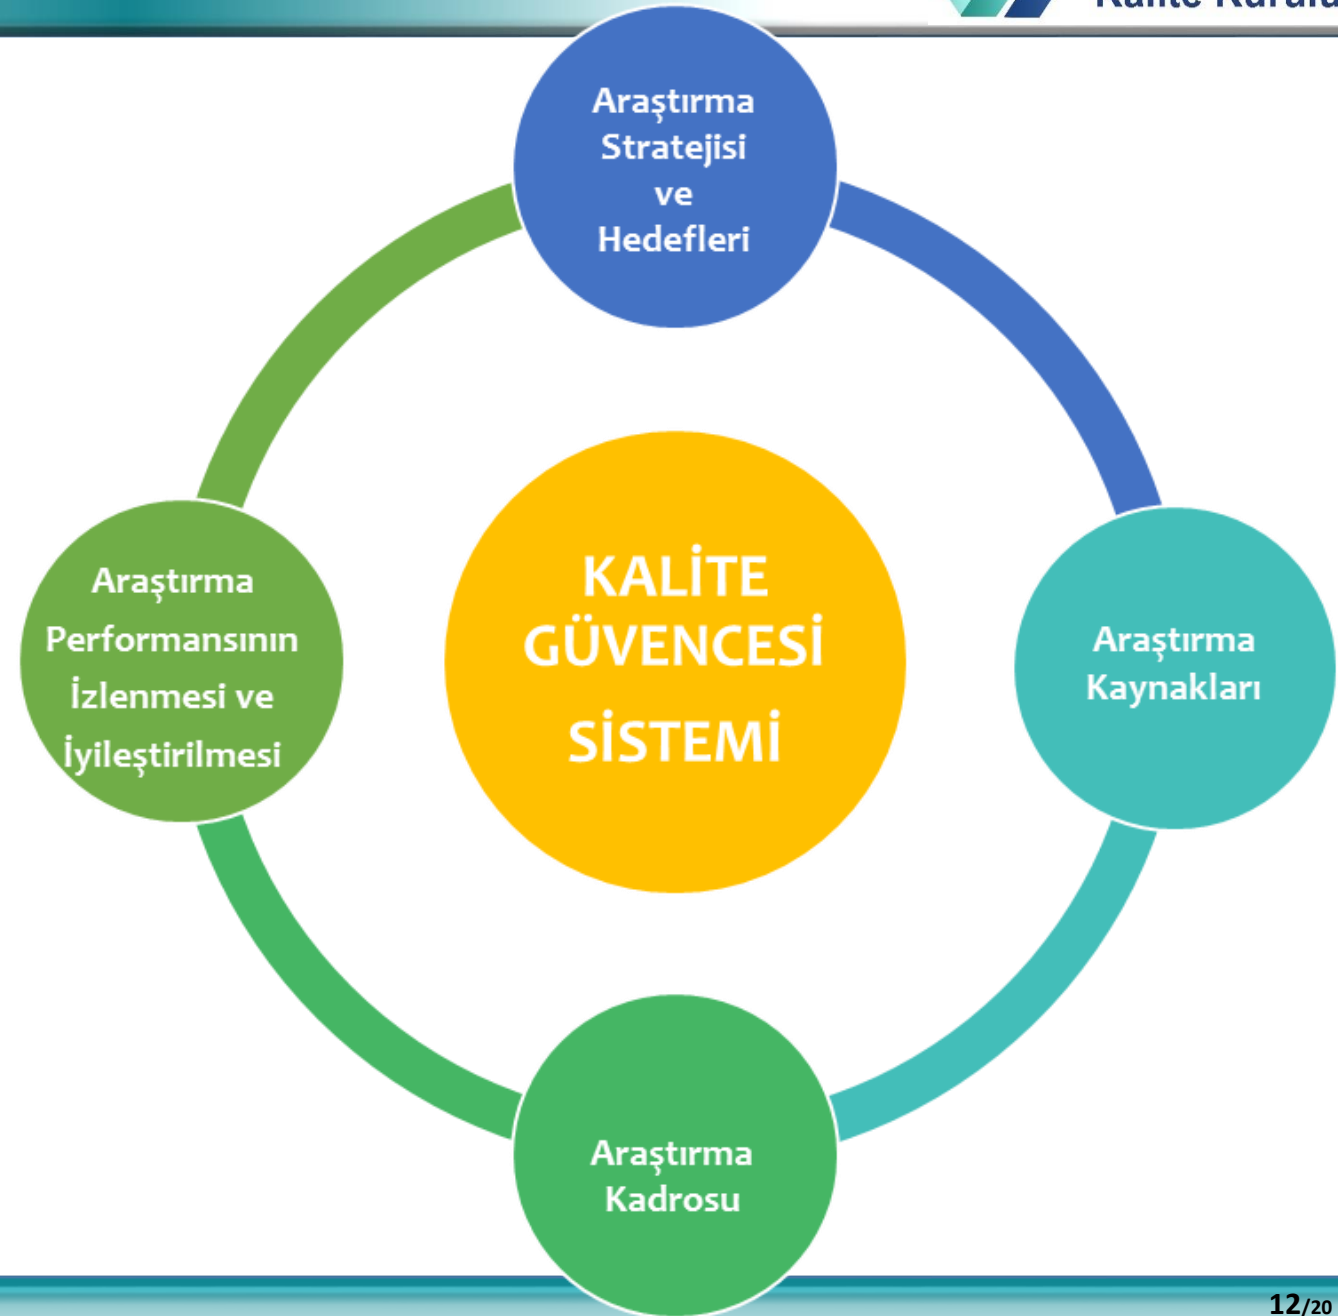 Araştırma
Stratejisi
ve
Hedefleri
Araştırma
Performansının
İzlenmesi ve
İyileştirilmesi
KALİTE
GÜVENCESİ
SİSTEMİ
Araştırma
Kaynakları
Araştırma
Kadrosu
12/20